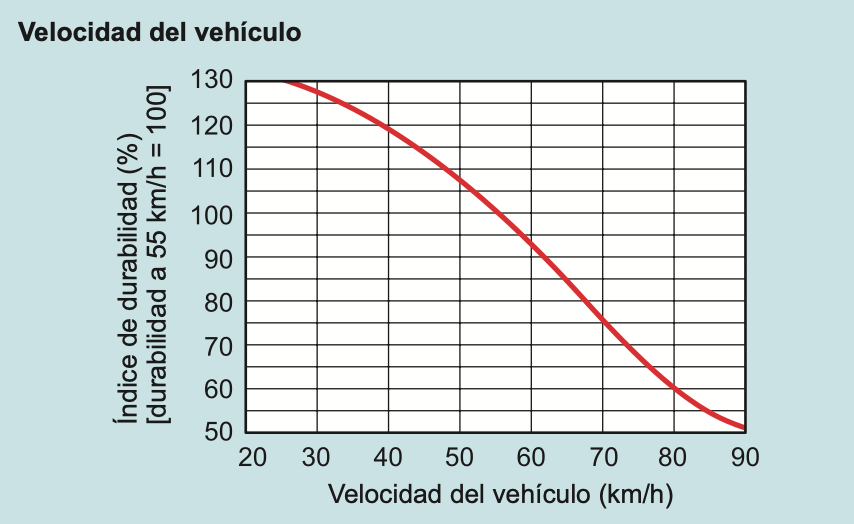 Velocidad del vehículo
Índice de durabilidad (%)
[durabilidad a 55 km/h = 100]
130
120
110
100
90
80
70
60
50
20 30 40 50 60 70 80 90
Velocidad del vehículo (km/h)